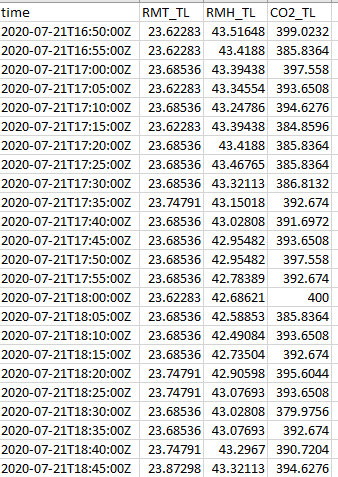 time RMT_TL RMH_TL CO2_TL
2020-07-21T16:50:00Z 23.62283 43.51648 399.0232
2020-07-21T16:55:00Z 23.62283 43.4188 385.8364
2020-07-21T17:00:00Z 23.68536 43.39438 397.558
2020-07-21T17:05:00Z 23.62283 43.34554 393.6508
2020-07-21T17:10:00Z 23.68536 43.24786 394.6276
2020-07-21T17:15:00Z 23.62283 43.39438 384.8596
2020-07-21T17:20:00Z 23.68536 43.4188 385.8364
2020-07-21T17:25:00Z 23.68536 43.46765 385.8364
2020-07-21T17:30:00Z 23.68536 43.32113 386.8132
2020-07-21T17:35:00Z 23.74791 43.15018 392.674
2020-07-21T17:40:00Z 23.68536 43.02808 391.6972
2020-07-21T17:45:00Z 23.68536 42.95482 393.6508
2020-07-21T17:50:00Z 23.68536 42.95482 397.558
2020-07-21T17:55:00Z 23.68536 42.78389 392.674
2020-07-21T18:00:00Z 23.62283 42.68621 400
2020-07-21T18:05:00Z 23.68536 42.58853 385.8364
2020-07-21T18:10:00Z 23.68536 42.49084 393.6508
2020-07-21T18:15:00Z 23.68536 42.73504 392.674
2020-07-21T18:20:00Z 23.74791 42.90598 395.6044
2020-07-21T18:25:00Z 23.74791 43.07693 393.6508
2020-07-21T18:30:00Z 23.68536 43.02808 379.9756
2020-07-21T18:35:00Z 23.68536 43.07693 392.674
2020-07-21T18:40:00Z 23.74791 43.2967 390.7204
2020-07-21T18:45:00Z 23.87298 43.32113 394.6276